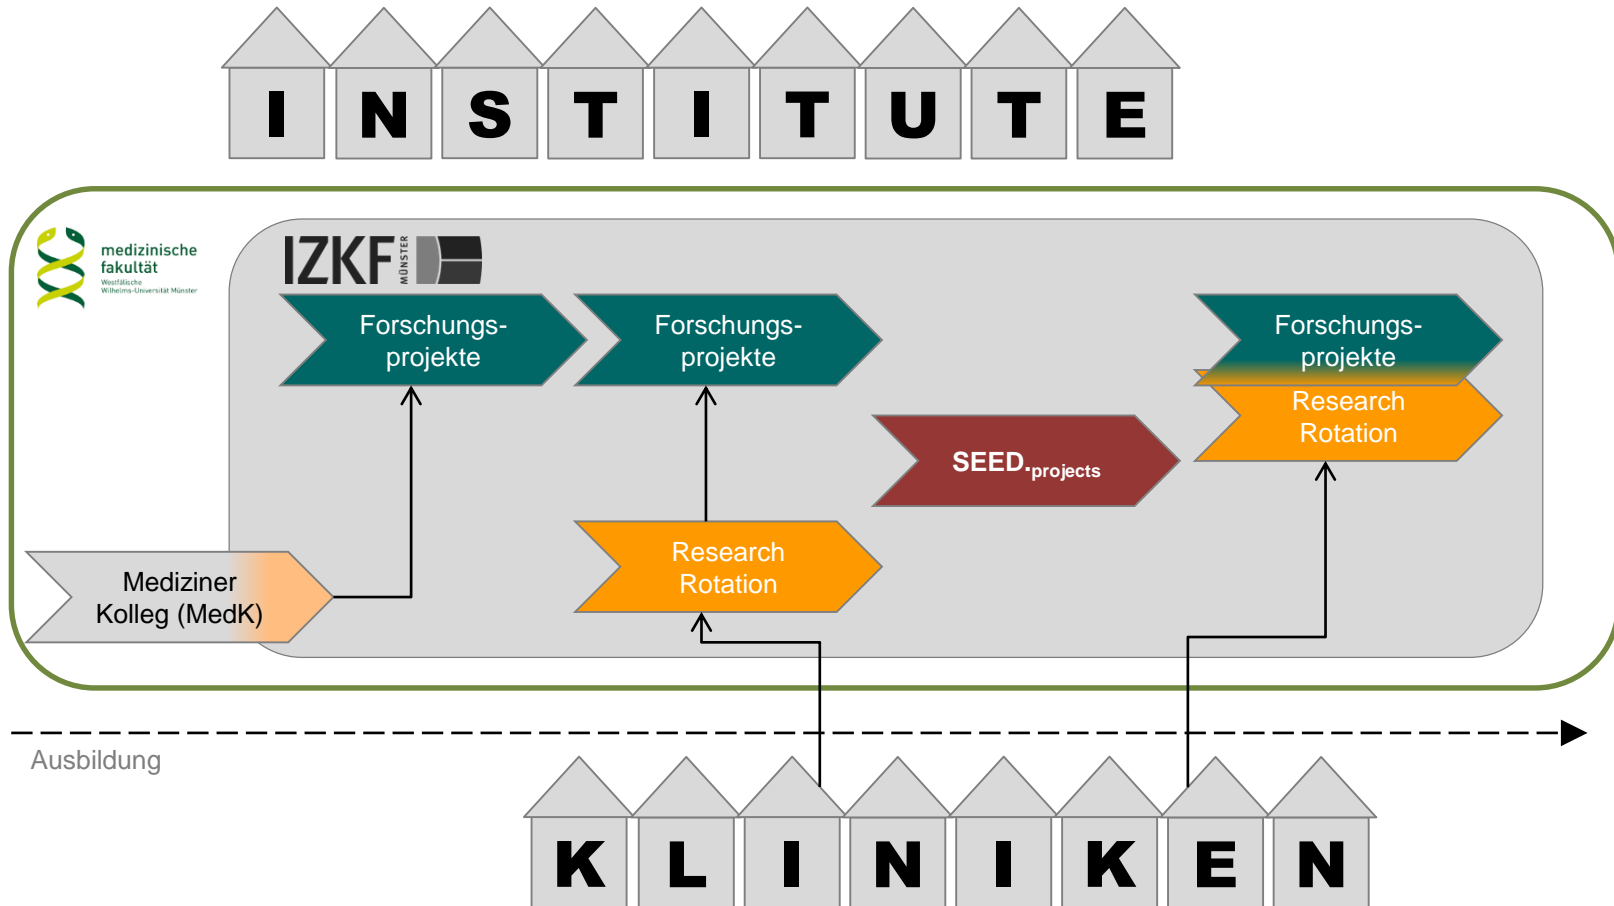 I N S T I T U T E
medizinische
fakultät
Westfälische
Wilhelms-Universität Münster
IZKF MÜNSTER
Forschungs-
projekte
Forschungs-
projekte
Forschungs-
projekte
Research
Rotation
SEED.projects
Research
Rotation
Mediziner
Kolleg (MedK)
Ausbildung
K L I N I K E N